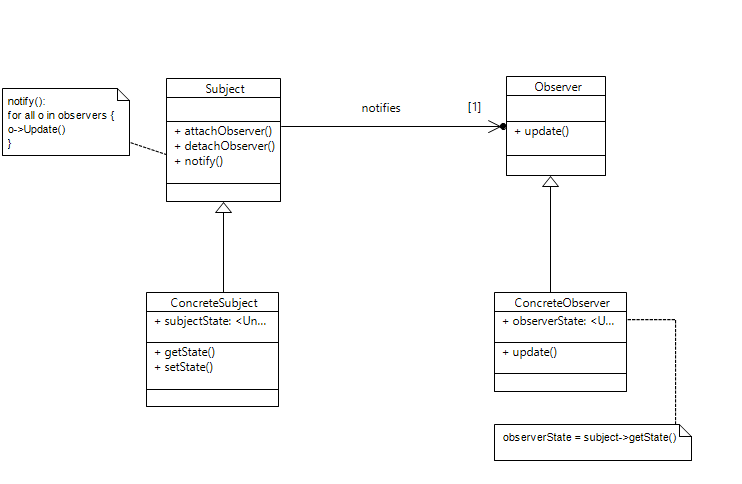 notify():
for all o in observers {
o->Update()
}
Subject
+ attachObserver()
+ detachObserver()
+ notify()
notifies
[1]
Observer
+ update()
ConcreteSubject
+ subjectState: <Un...
+ getState()
+ setState()
ConcreteObserver
+ observerState: <U...
+ update()
observerState = subject->getState()